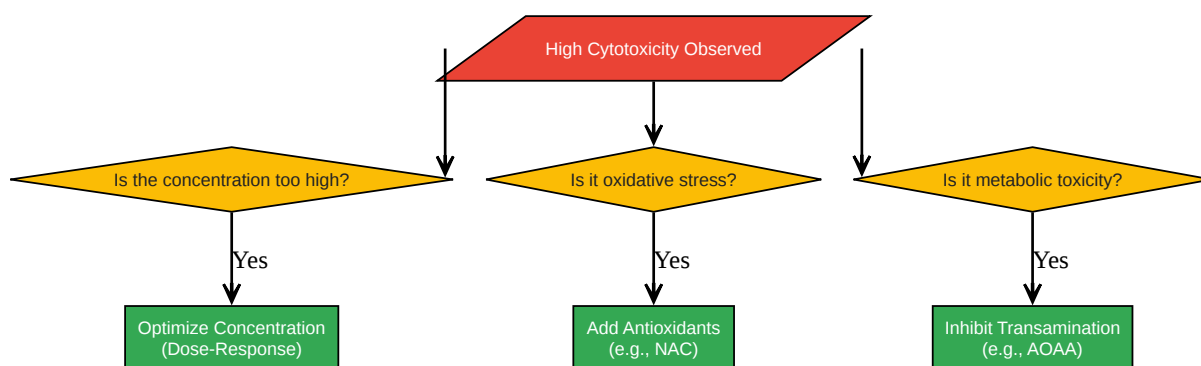 High Cytotoxicity Observed
Is the concentration too high?
Is it oxidative stress?
Is it metabolic toxicity?
Yes
Yes
Yes
Optimize Concentration
(Dose-Response)
Add Antioxidants
(e.g., NAC)
Inhibit Transamination
(e.g., AOAA)